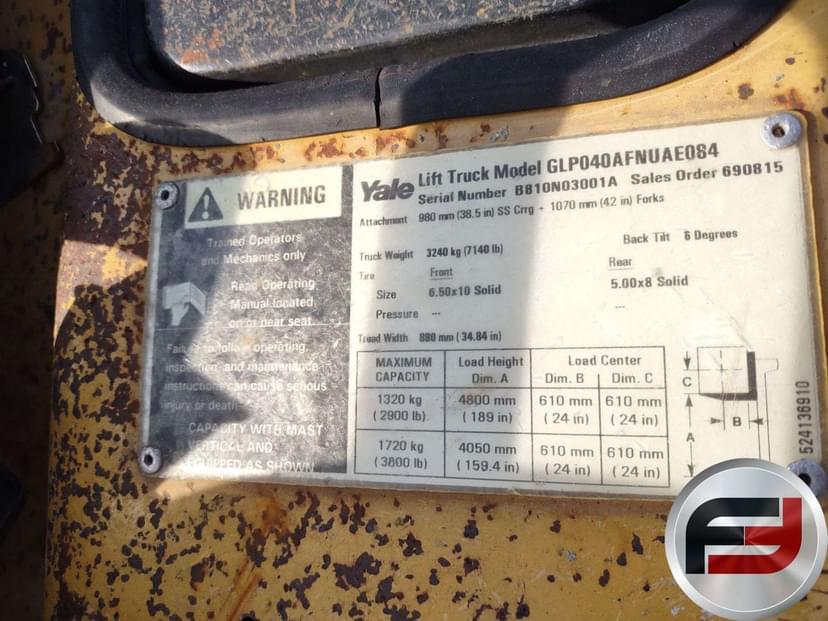 WARNING
Trained Operators
and Mechanics only
Read Operating
Manual located
on or near seat.
Failure to follow operating,
inspection and maintenance
instructions can cause serious
injury or death.
CAPACITY WITH MAST
VERTICAL AND
EQUIPPED AS SHOWN
Yale Lift Truck Model GLP040AFNUAE084
Serial Number B810N03001A Sales Order 690815
Attachment 980 mm (38.5 in) SS Crrg + 1070 mm (42 in) Forks
Truck Weight 3240 kg (7140 lb) Back Tilt 6 Degrees
Tire Front Rear
Size 6.50x10 Solid 5.00x8 Solid
Pressure --- ---
Tread Width 880 mm (34.84 in)
MAXIMUM CAPACITY Load Height Dim. A Load Center Dim. B Dim. C
1320 kg 4800 mm 610 mm 610 mm
(2900 lb) (189 in) (24 in) (24 in)
1720 kg 4050 mm 610 mm 610 mm
(3800 lb) (159.4 in) (24 in) (24 in)
C
B
A
524136910